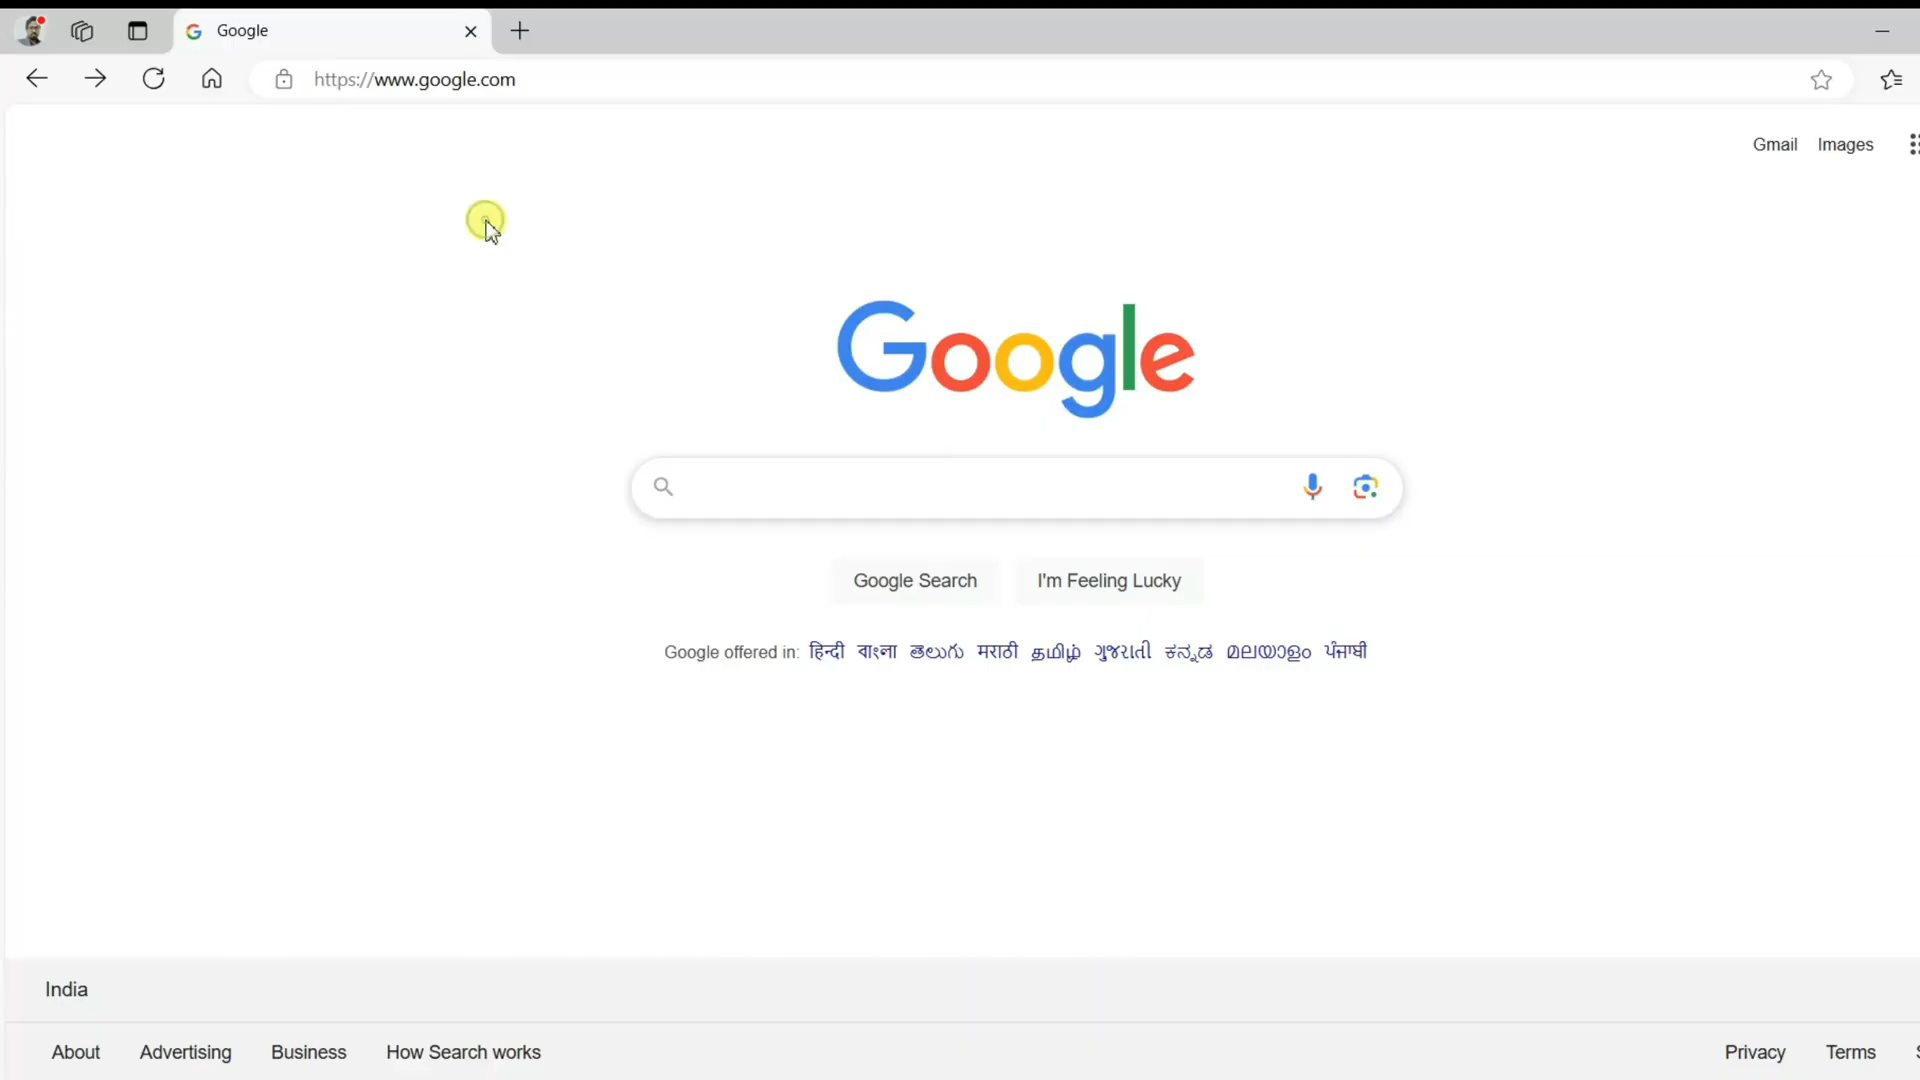 Google
https://www.google.com
Gmail Images
Google
Google Search I'm Feeling Lucky
Google offered in: हिन्दी বাংলা తెలుగు मराठी தமிழ் ગુજરાતી ಕನ್ನಡ മലയാളം ਪੰਜਾਬੀ
India
About Advertising Business How Search works Privacy Terms